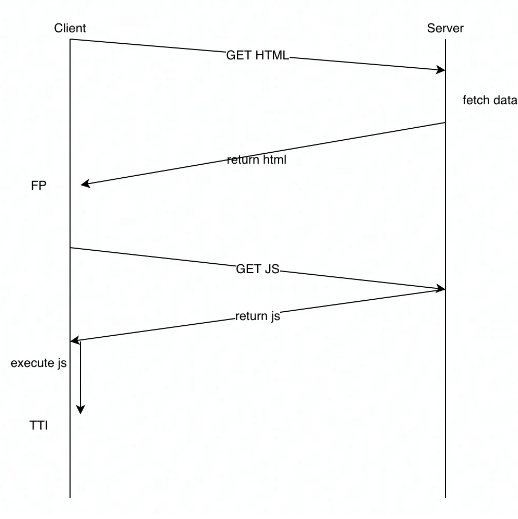 Client
Server
GET HTML
fetch data
return html
FP
GET JS
return js
execute js
TTI